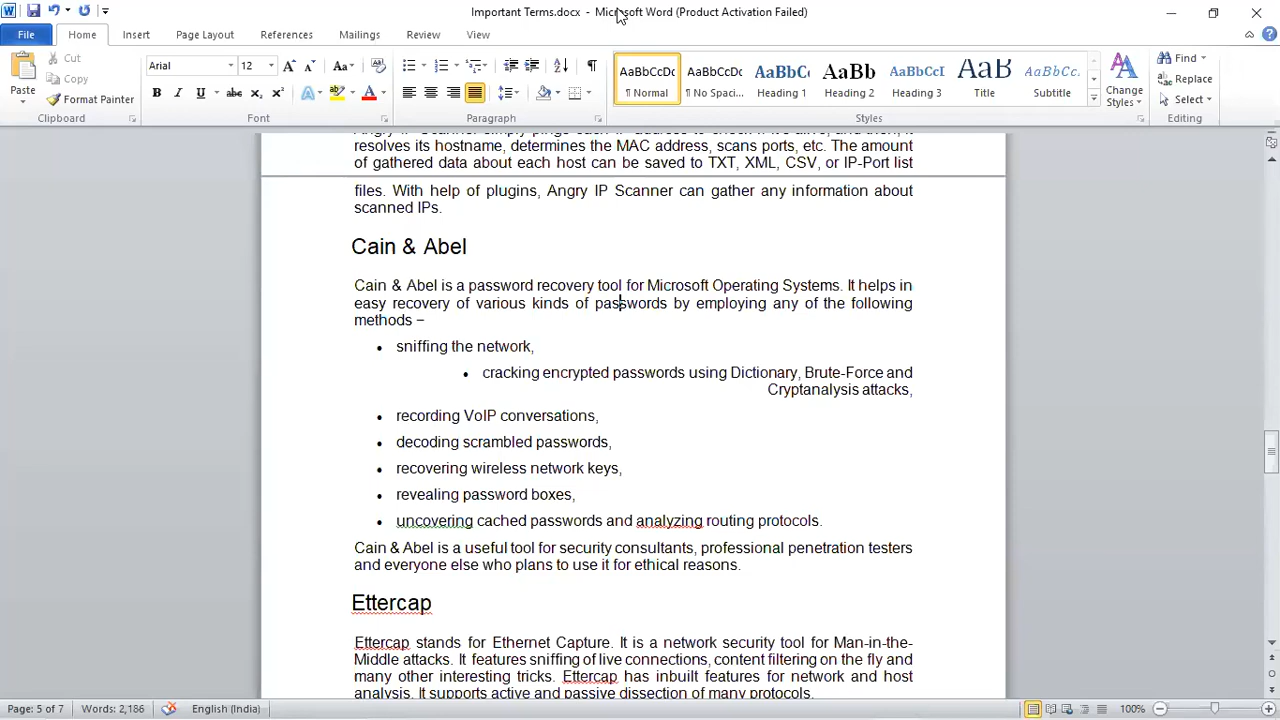 Important Terms.docx - Microsoft Word (Product Activation Failed)
File Home Insert Page Layout References Mailings Review View
Cut
Copy
Format Painter
Paste
Clipboard
Arial 12
Font
Paragraph
AaBbCcDc AaBbCcDc AaBbC AaBb AaBbCcI AaB AaBbCcDc
¶ Normal ¶ No Spaci... Heading 1 Heading 2 Heading 3 Title Subtitle
Change Styles
Styles
Find
Replace
Select
Editing
resolves its hostname, determines the MAC address, scans ports, etc. The amount
of gathered data about each host can be saved to TXT, XML, CSV, or IP-Port list
files. With help of plugins, Angry IP Scanner can gather any information about
scanned IPs.
Cain & Abel
Cain & Abel is a password recovery tool for Microsoft Operating Systems. It helps in
easy recovery of various kinds of passwords by employing any of the following
methods −
• sniffing the network,
• cracking encrypted passwords using Dictionary, Brute-Force and
Cryptanalysis attacks,
• recording VoIP conversations,
• decoding scrambled passwords,
• recovering wireless network keys,
• revealing password boxes,
• uncovering cached passwords and analyzing routing protocols.
Cain & Abel is a useful tool for security consultants, professional penetration testers
and everyone else who plans to use it for ethical reasons.
Ettercap
Ettercap stands for Ethernet Capture. It is a network security tool for Man-in-the-
Middle attacks. It features sniffing of live connections, content filtering on the fly and
many other interesting tricks. Ettercap has inbuilt features for network and host
analysis. It supports active and passive dissection of many protocols.
Page: 5 of 7 Words: 2,186 English (India) 100%